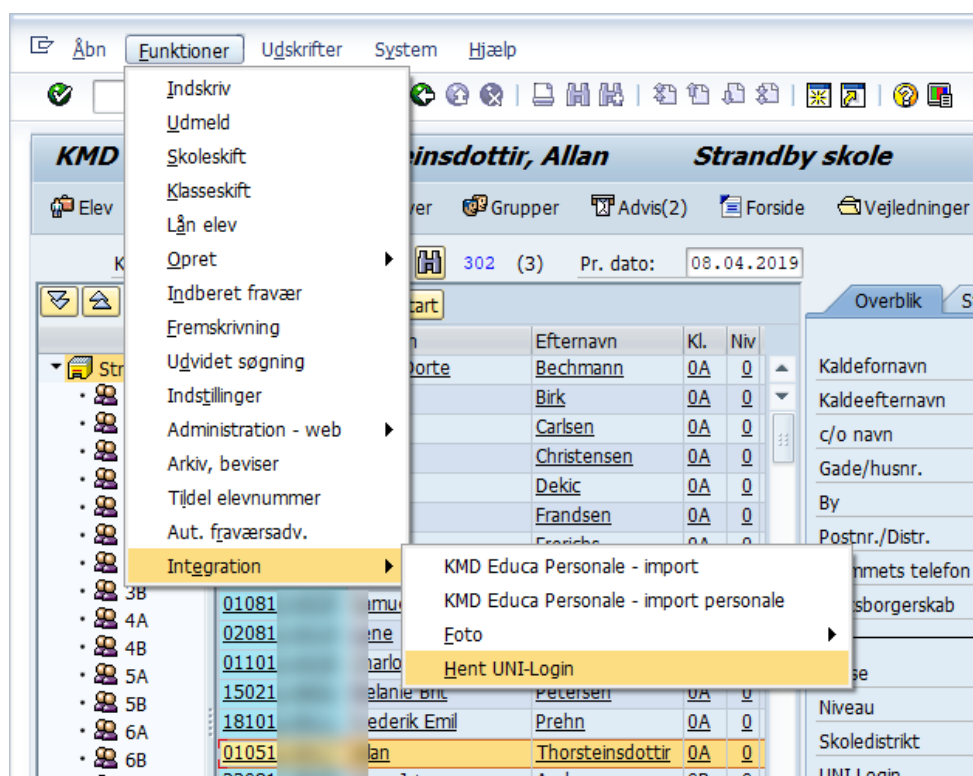 Åbn Funktioner Udskrifter System Hjælp
KMD einsdottir, Allan Strandby skole
Elev Grupper Advis(2) Forside Vejledninger
302 (3) Pr. dato: 08.04.2019
Indskriv
Udmeld
Skoleskift
Klasseskift
Lån elev
Opret
Indberet fravær
Fremskrivning
Udvidet søgning
Indstillinger
Administration - web
Arkiv, beviser
Tildel elevnummer
Aut. fraværsadv.
Integration
KMD Educa Personale - import
KMD Educa Personale - import personale
Foto
Hent UNI-Login
Efternavn Kl. Niv
Dorte Bechmann 0A 0
Birk 0A 0
Carlsen 0A 0
Christensen 0A 0
Dekic 0A 0
Frandsen 0A 0
01081
02081
01101
15021 Petersen 0A 0
18101 ederik Emil Prehn 0A 0
01051 Thorsteinsdottir 0A 0
3B
4A
4B
5A
5B
6A
6B
Overblik
Kaldefornavn
Kaldeefternavn
c/o navn
Gade/husnr.
By
Postnr./Distr.
mmets telefon
sborgerskab
Niveau
Skoledistrikt
UNI-Login